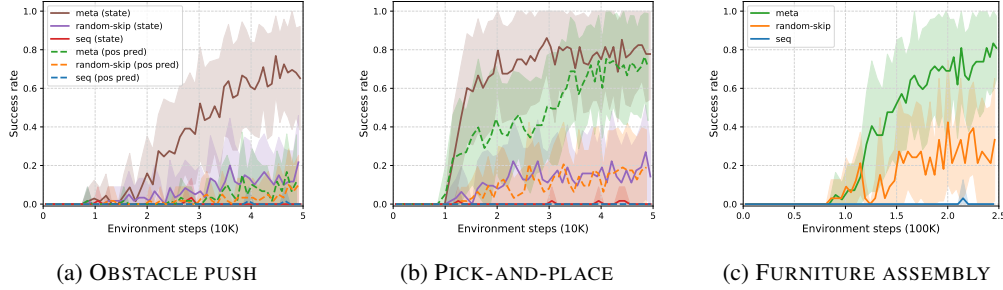 meta (state)
random-skip (state)
seq (state)
meta (pos pred)
random-skip (pos pred)
seq (pos pred)
Success rate
1.0
0.8
0.6
0.4
0.2
0.0
0 1 2 3 4 5
Environment steps (10K)
(a) OBSTACLE PUSH
Success rate
1.0
0.8
0.6
0.4
0.2
0.0
0 1 2 3 4 5
Environment steps (10K)
(b) PICK-AND-PLACE
meta
random-skip
seq
Success rate
1.0
0.8
0.6
0.4
0.2
0.0
0.0 0.5 1.0 1.5 2.0 2.5
Environment steps (100K)
(c) FURNITURE ASSEMBLY